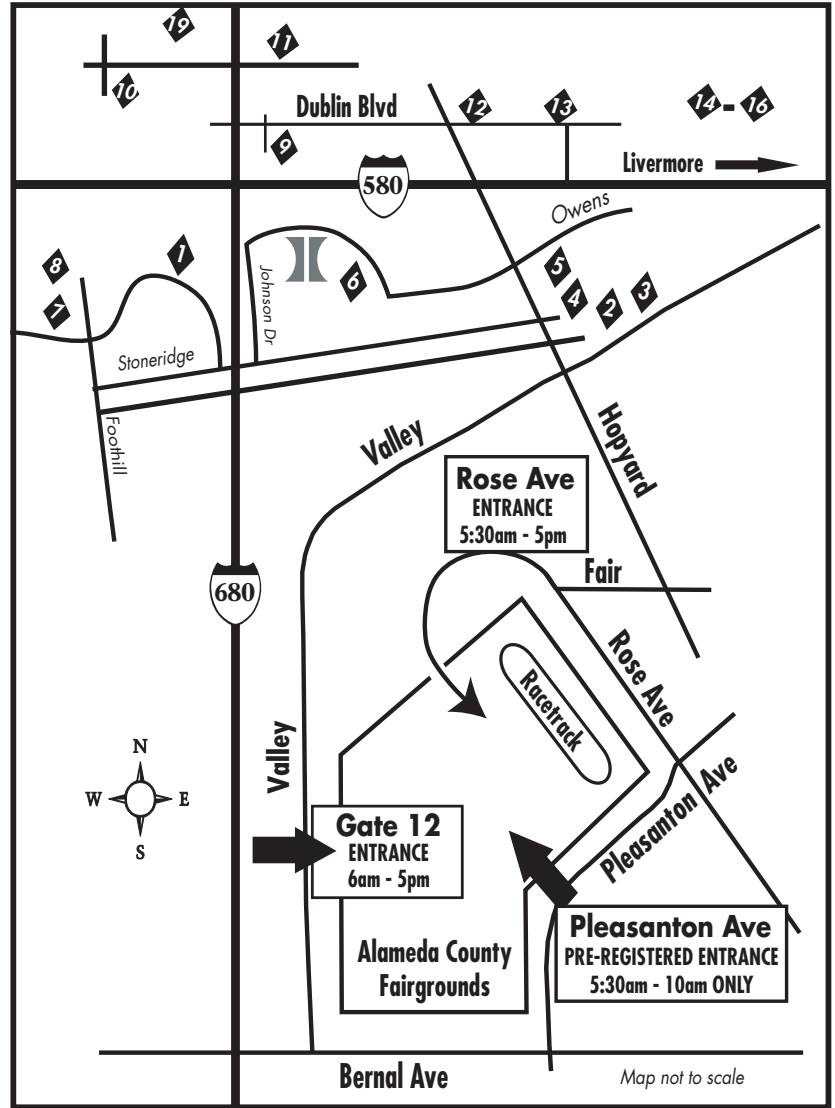 19
11
10
Dublin Blvd
12
13
14 - 16
9
Livermore
580
Owens
8
1
7
6
5
4
2
3
Johnson Dr
Stoneridge
Foothill
Valley
Hopyard
Rose Ave
ENTRANCE
5:30am - 5pm
Fair
680
Rose Ave
Racetrack
Valley
N
W
E
S
Pleasanton Ave
Gate 12
ENTRANCE
6am - 5pm
Pleasanton Ave
PRE-REGISTERED ENTRANCE
5:30am - 10am ONLY
Alameda County
Fairgrounds
Bernal Ave
Map not to scale